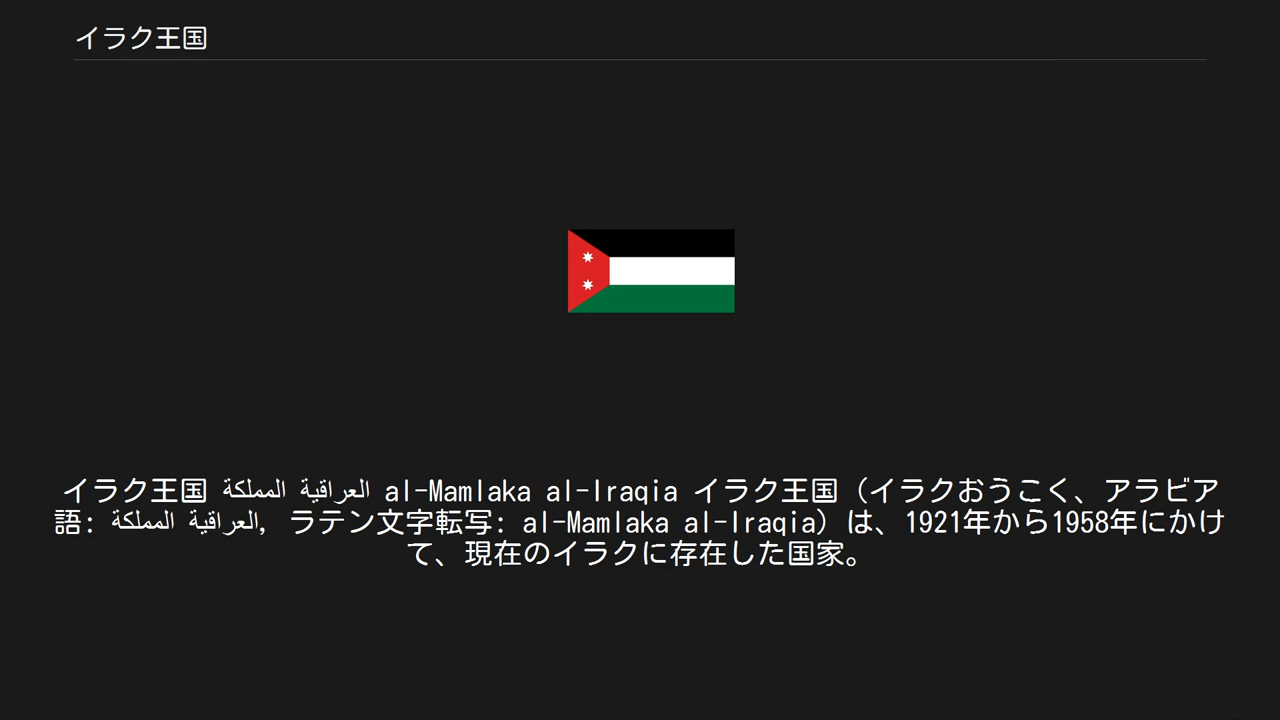 イラク王国
イラク王国 العراقية المملكة al-Mamlaka al-Iraqia イラク王国（イラクおうこく、アラビア
語: العراقية المملكة, ラテン文字転写: al-Mamlaka al-Iraqia）は、1921年から1958年にかけ
て、現在のイラクに存在した国家。